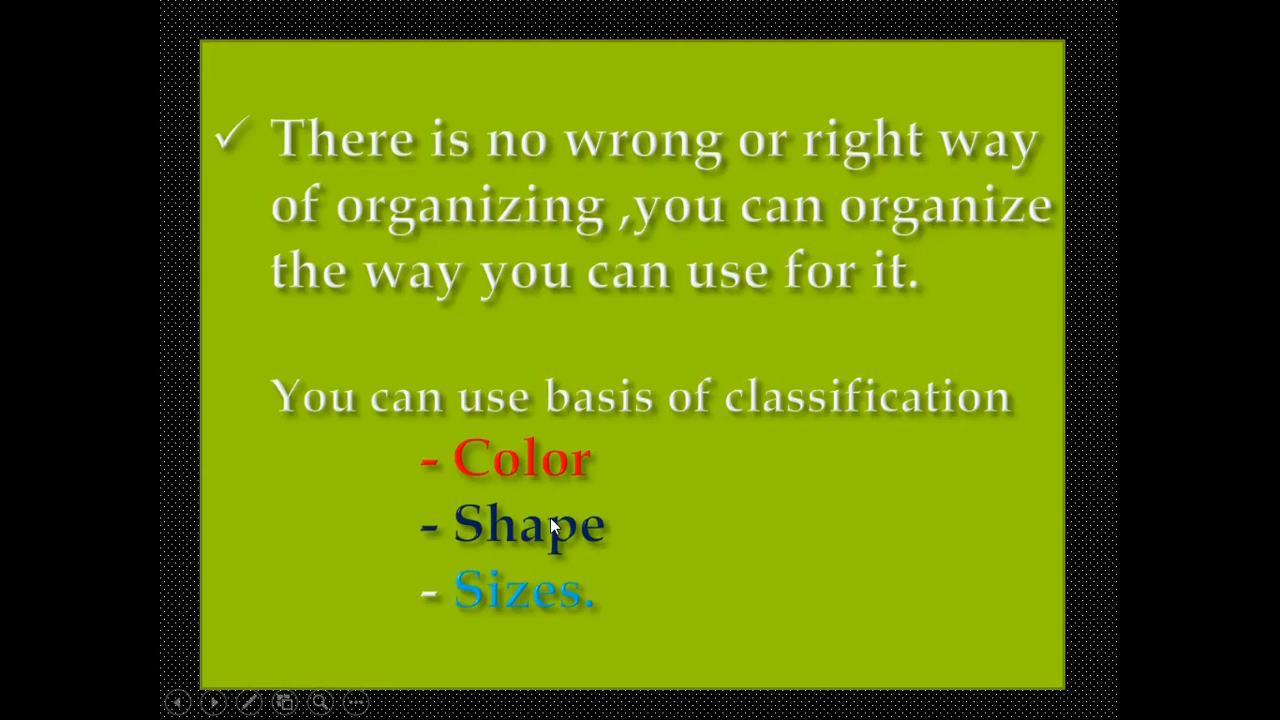 ✓ There is no wrong or right way
of organizing ,you can organize
the way you can use for it.
You can use basis of classification
- Color
- Shape
- Sizes.